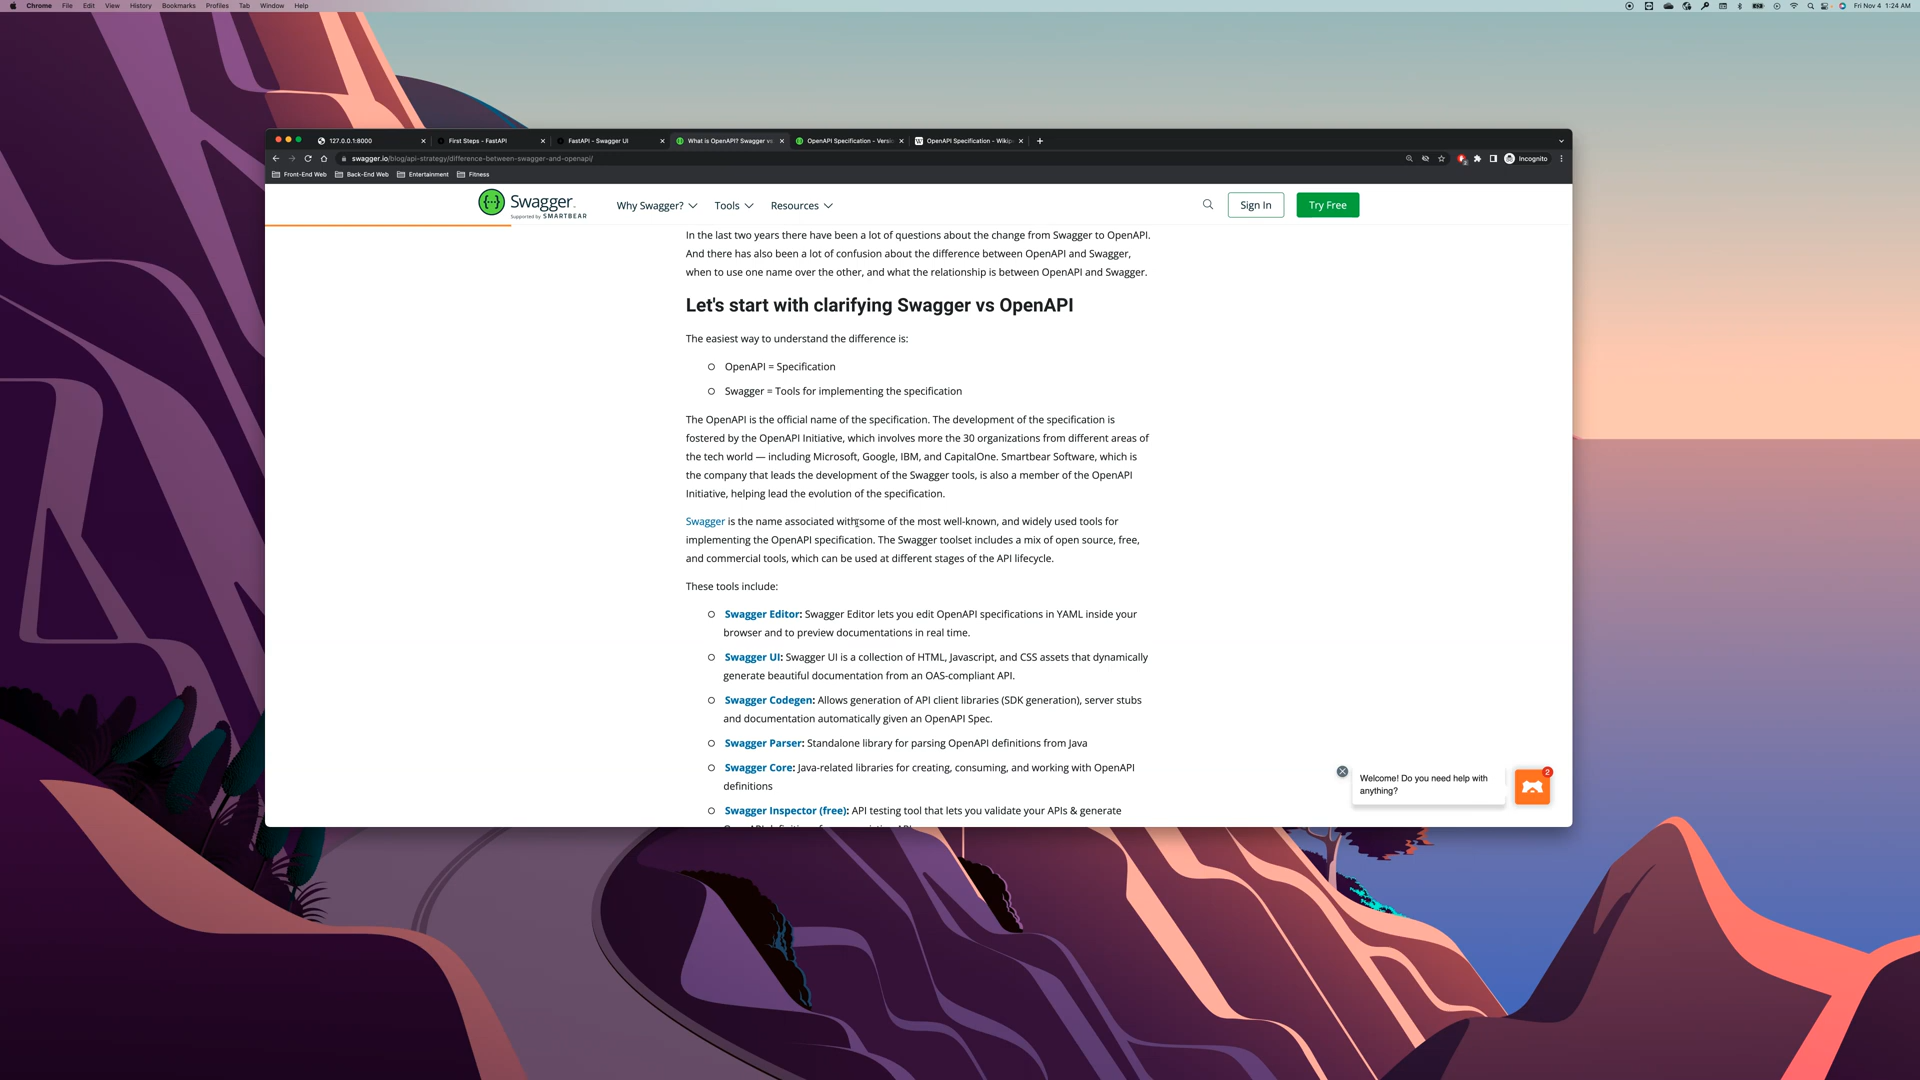 Chrome File Edit View History Bookmarks Profiles Tab Window Help
Fri Nov 4 1:24 AM
127.0.0.1:8000
First Steps - FastAPI
FastAPI - Swagger UI
What is OpenAPI? Swagger vs
OpenAPI Specification - Versi
OpenAPI Specification - Wikip
swagger.io/blog/api-strategy/difference-between-swagger-and-openapi/
Incognito
Front-End Web Back-End Web Entertainment Fitness
Swagger.
Supported by SMARTBEAR
Why Swagger? Tools Resources
Sign In
Try Free
In the last two years there have been a lot of questions about the change from Swagger to OpenAPI.
And there has also been a lot of confusion about the difference between OpenAPI and Swagger,
when to use one name over the other, and what the relationship is between OpenAPI and Swagger.
Let's start with clarifying Swagger vs OpenAPI
The easiest way to understand the difference is:
OpenAPI = Specification
Swagger = Tools for implementing the specification
The OpenAPI is the official name of the specification. The development of the specification is
fostered by the OpenAPI Initiative, which involves more the 30 organizations from different areas of
the tech world — including Microsoft, Google, IBM, and CapitalOne. Smartbear Software, which is
the company that leads the development of the Swagger tools, is also a member of the OpenAPI
Initiative, helping lead the evolution of the specification.
Swagger is the name associated with some of the most well-known, and widely used tools for
implementing the OpenAPI specification. The Swagger toolset includes a mix of open source, free,
and commercial tools, which can be used at different stages of the API lifecycle.
These tools include:
Swagger Editor: Swagger Editor lets you edit OpenAPI specifications in YAML inside your
browser and to preview documentations in real time.
Swagger UI: Swagger UI is a collection of HTML, Javascript, and CSS assets that dynamically
generate beautiful documentation from an OAS-compliant API.
Swagger Codegen: Allows generation of API client libraries (SDK generation), server stubs
and documentation automatically given an OpenAPI Spec.
Swagger Parser: Standalone library for parsing OpenAPI definitions from Java
Swagger Core: Java-related libraries for creating, consuming, and working with OpenAPI
definitions
Swagger Inspector (free): API testing tool that lets you validate your APIs & generate
Welcome! Do you need help with
anything?
2